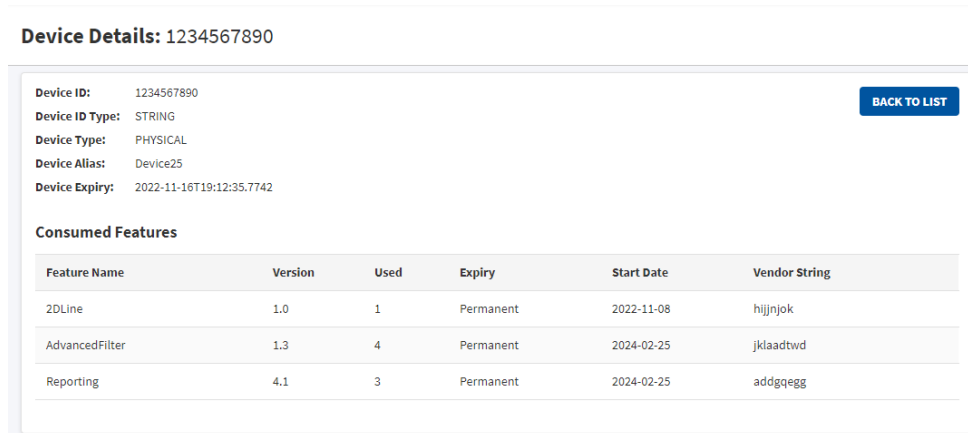 Device Details: 1234567890
BACK TO LIST
Device ID: 1234567890
Device ID Type: STRING
Device Type: PHYSICAL
Device Alias: Device25
Device Expiry: 2022-11-16T19:12:35.7742
Consumed Features
Feature Name Version Used Expiry Start Date Vendor String
2DLine 1.0 1 Permanent 2022-11-08 hijjnjok
AdvancedFilter 1.3 4 Permanent 2024-02-25 jklaadtwd
Reporting 4.1 3 Permanent 2024-02-25 addgqegg